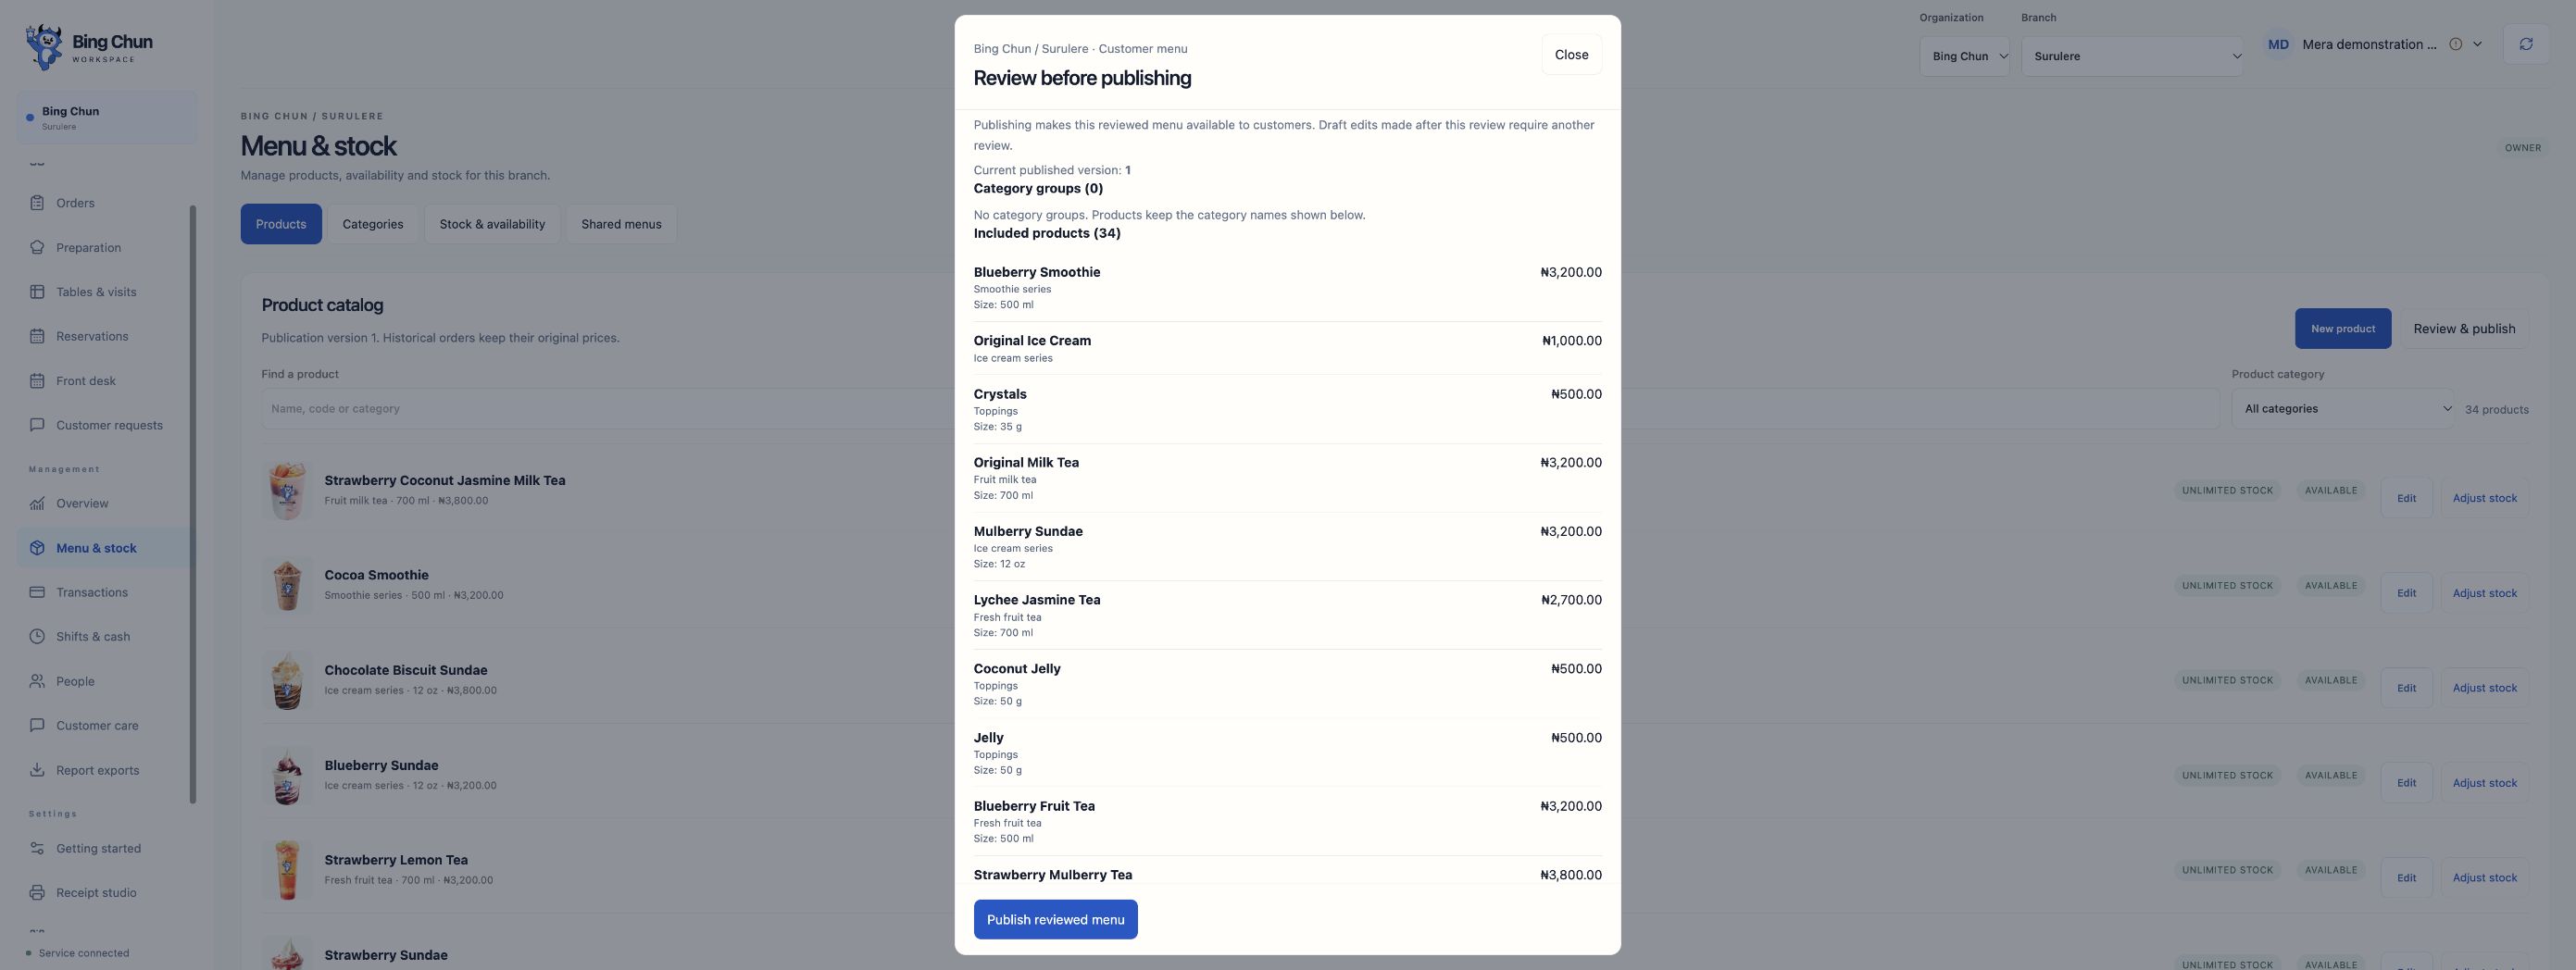 Bing Chun
WORKSPACE
Bing Chun
Surulere
Orders
Preparation
Tables & visits
Reservations
Front desk
Customer requests
Management
Overview
Menu & stock
Transactions
Shifts & cash
People
Customer care
Report exports
Settings
Getting started
Receipt studio
Service connected
Organization
Branch
Bing Chun
Surulere
MD
Mera demonstration ...
BING CHUN / SURULERE
Menu & stock
Manage products, availability and stock for this branch.
OWNER
Products
Categories
Stock & availability
Shared menus
Product catalog
Publication version 1. Historical orders keep their original prices.
New product
Review & publish
Find a product
Name, code or category
Product category
All categories
34 products
Strawberry Coconut Jasmine Milk Tea
Fruit milk tea · 700 ml · ₦3,800.00
UNLIMITED STOCK
AVAILABLE
Edit
Adjust stock
Cocoa Smoothie
Smoothie series · 500 ml · ₦3,200.00
UNLIMITED STOCK
AVAILABLE
Edit
Adjust stock
Chocolate Biscuit Sundae
Ice cream series · 12 oz · ₦3,800.00
UNLIMITED STOCK
AVAILABLE
Edit
Adjust stock
Blueberry Sundae
Ice cream series · 12 oz · ₦3,200.00
UNLIMITED STOCK
AVAILABLE
Edit
Adjust stock
Strawberry Lemon Tea
Fresh fruit tea · 700 ml · ₦3,200.00
UNLIMITED STOCK
AVAILABLE
Edit
Adjust stock
Strawberry Sundae
UNLIMITED STOCK
AVAILABLE
Bing Chun / Surulere · Customer menu
Review before publishing
Close
Publishing makes this reviewed menu available to customers. Draft edits made after this review require another
review.
Current published version: 1
Category groups (0)
No category groups. Products keep the category names shown below.
Included products (34)
Blueberry Smoothie
₦3,200.00
Smoothie series
Size: 500 ml
Original Ice Cream
₦1,000.00
Ice cream series
Crystals
₦500.00
Toppings
Size: 35 g
Original Milk Tea
₦3,200.00
Fruit milk tea
Size: 700 ml
Mulberry Sundae
₦3,200.00
Ice cream series
Size: 12 oz
Lychee Jasmine Tea
₦2,700.00
Fresh fruit tea
Size: 700 ml
Coconut Jelly
₦500.00
Toppings
Size: 50 g
Jelly
₦500.00
Toppings
Size: 50 g
Blueberry Fruit Tea
₦3,200.00
Fresh fruit tea
Size: 500 ml
Strawberry Mulberry Tea
₦3,800.00
Publish reviewed menu